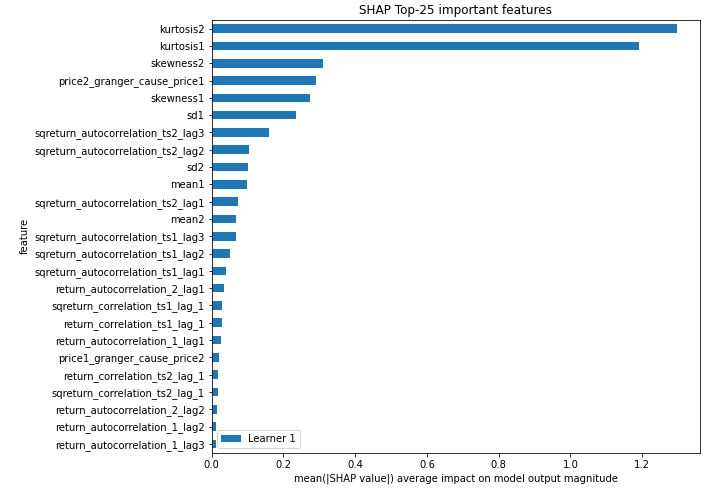 SHAP Top-25 important features
kurtosis2
kurtosis1
skewness2
price2_granger_cause_price1
skewness1
sd1
sqreturn_autocorrelation_ts2_lag3
sqreturn_autocorrelation_ts2_lag2
sd2
mean1
sqreturn_autocorrelation_ts2_lag1
mean2
sqreturn_autocorrelation_ts1_lag3
sqreturn_autocorrelation_ts1_lag2
sqreturn_autocorrelation_ts1_lag1
return_autocorrelation_2_lag1
sqreturn_correlation_ts1_lag_1
return_correlation_ts1_lag_1
return_autocorrelation_1_lag1
price1_granger_cause_price2
return_correlation_ts2_lag_1
sqreturn_correlation_ts2_lag_1
return_autocorrelation_2_lag2
return_autocorrelation_1_lag2
return_autocorrelation_1_lag3
feature
Learner 1
0.0 0.2 0.4 0.6 0.8 1.0 1.2
mean(|SHAP value|) average impact on model output magnitude